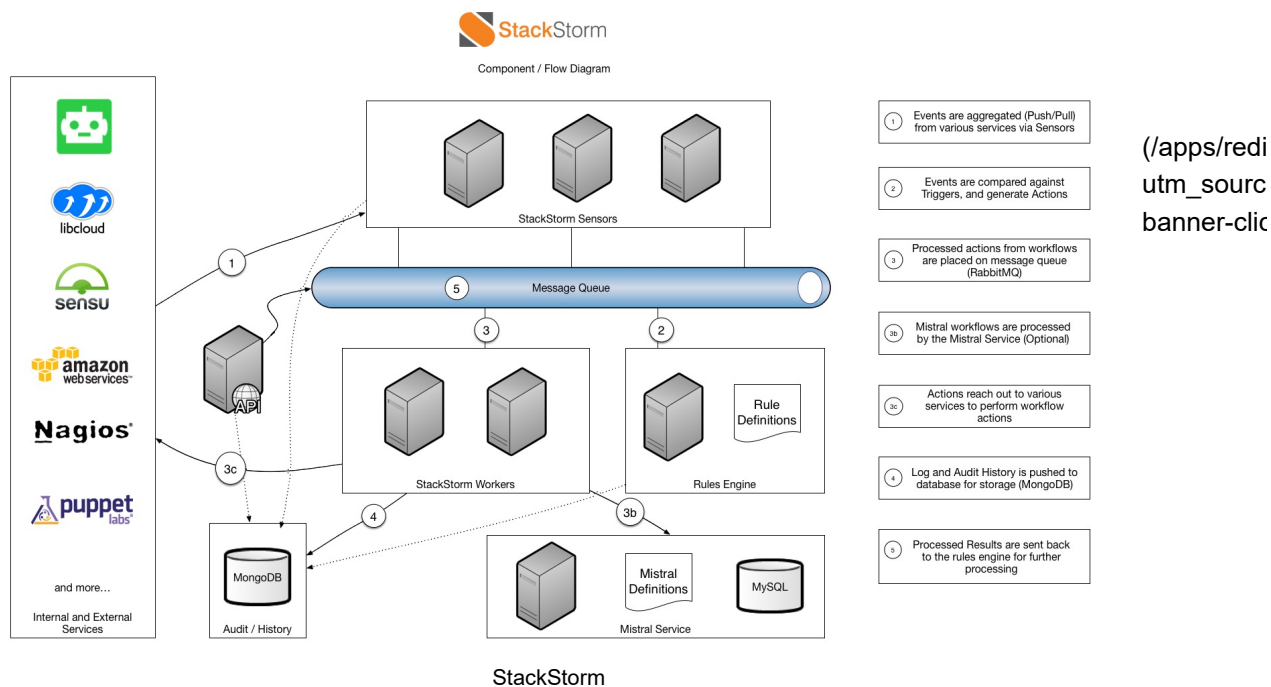 StackStorm
Component / Flow Diagram
libcloud
sensu
amazon
webservices™
Nagios®
puppet
labs®
and more…
Internal and External
Services
StackStorm Sensors
1
5
Message Queue
API
3
2
StackStorm Workers
Rule
Definitions
Rules Engine
3c
4
3b
MongoDB
Audit / History
Mistral
Definitions
MySQL
Mistral Service
1
Events are aggregated (Push/Pull)
from various services via Sensors
2
Events are compared against
Triggers, and generate Actions
3
Processed actions from workflows
are placed on message queue
(RabbitMQ)
3b
Mistral workflows are processed
by the Mistral Service (Optional)
3c
Actions reach out to various
services to perform workflow
actions
4
Log and Audit History is pushed to
database for storage (MongoDB)
5
Processed Results are sent back
to the rules engine for further
processing
(/apps/redi
utm_sourc
banner-clic
StackStorm